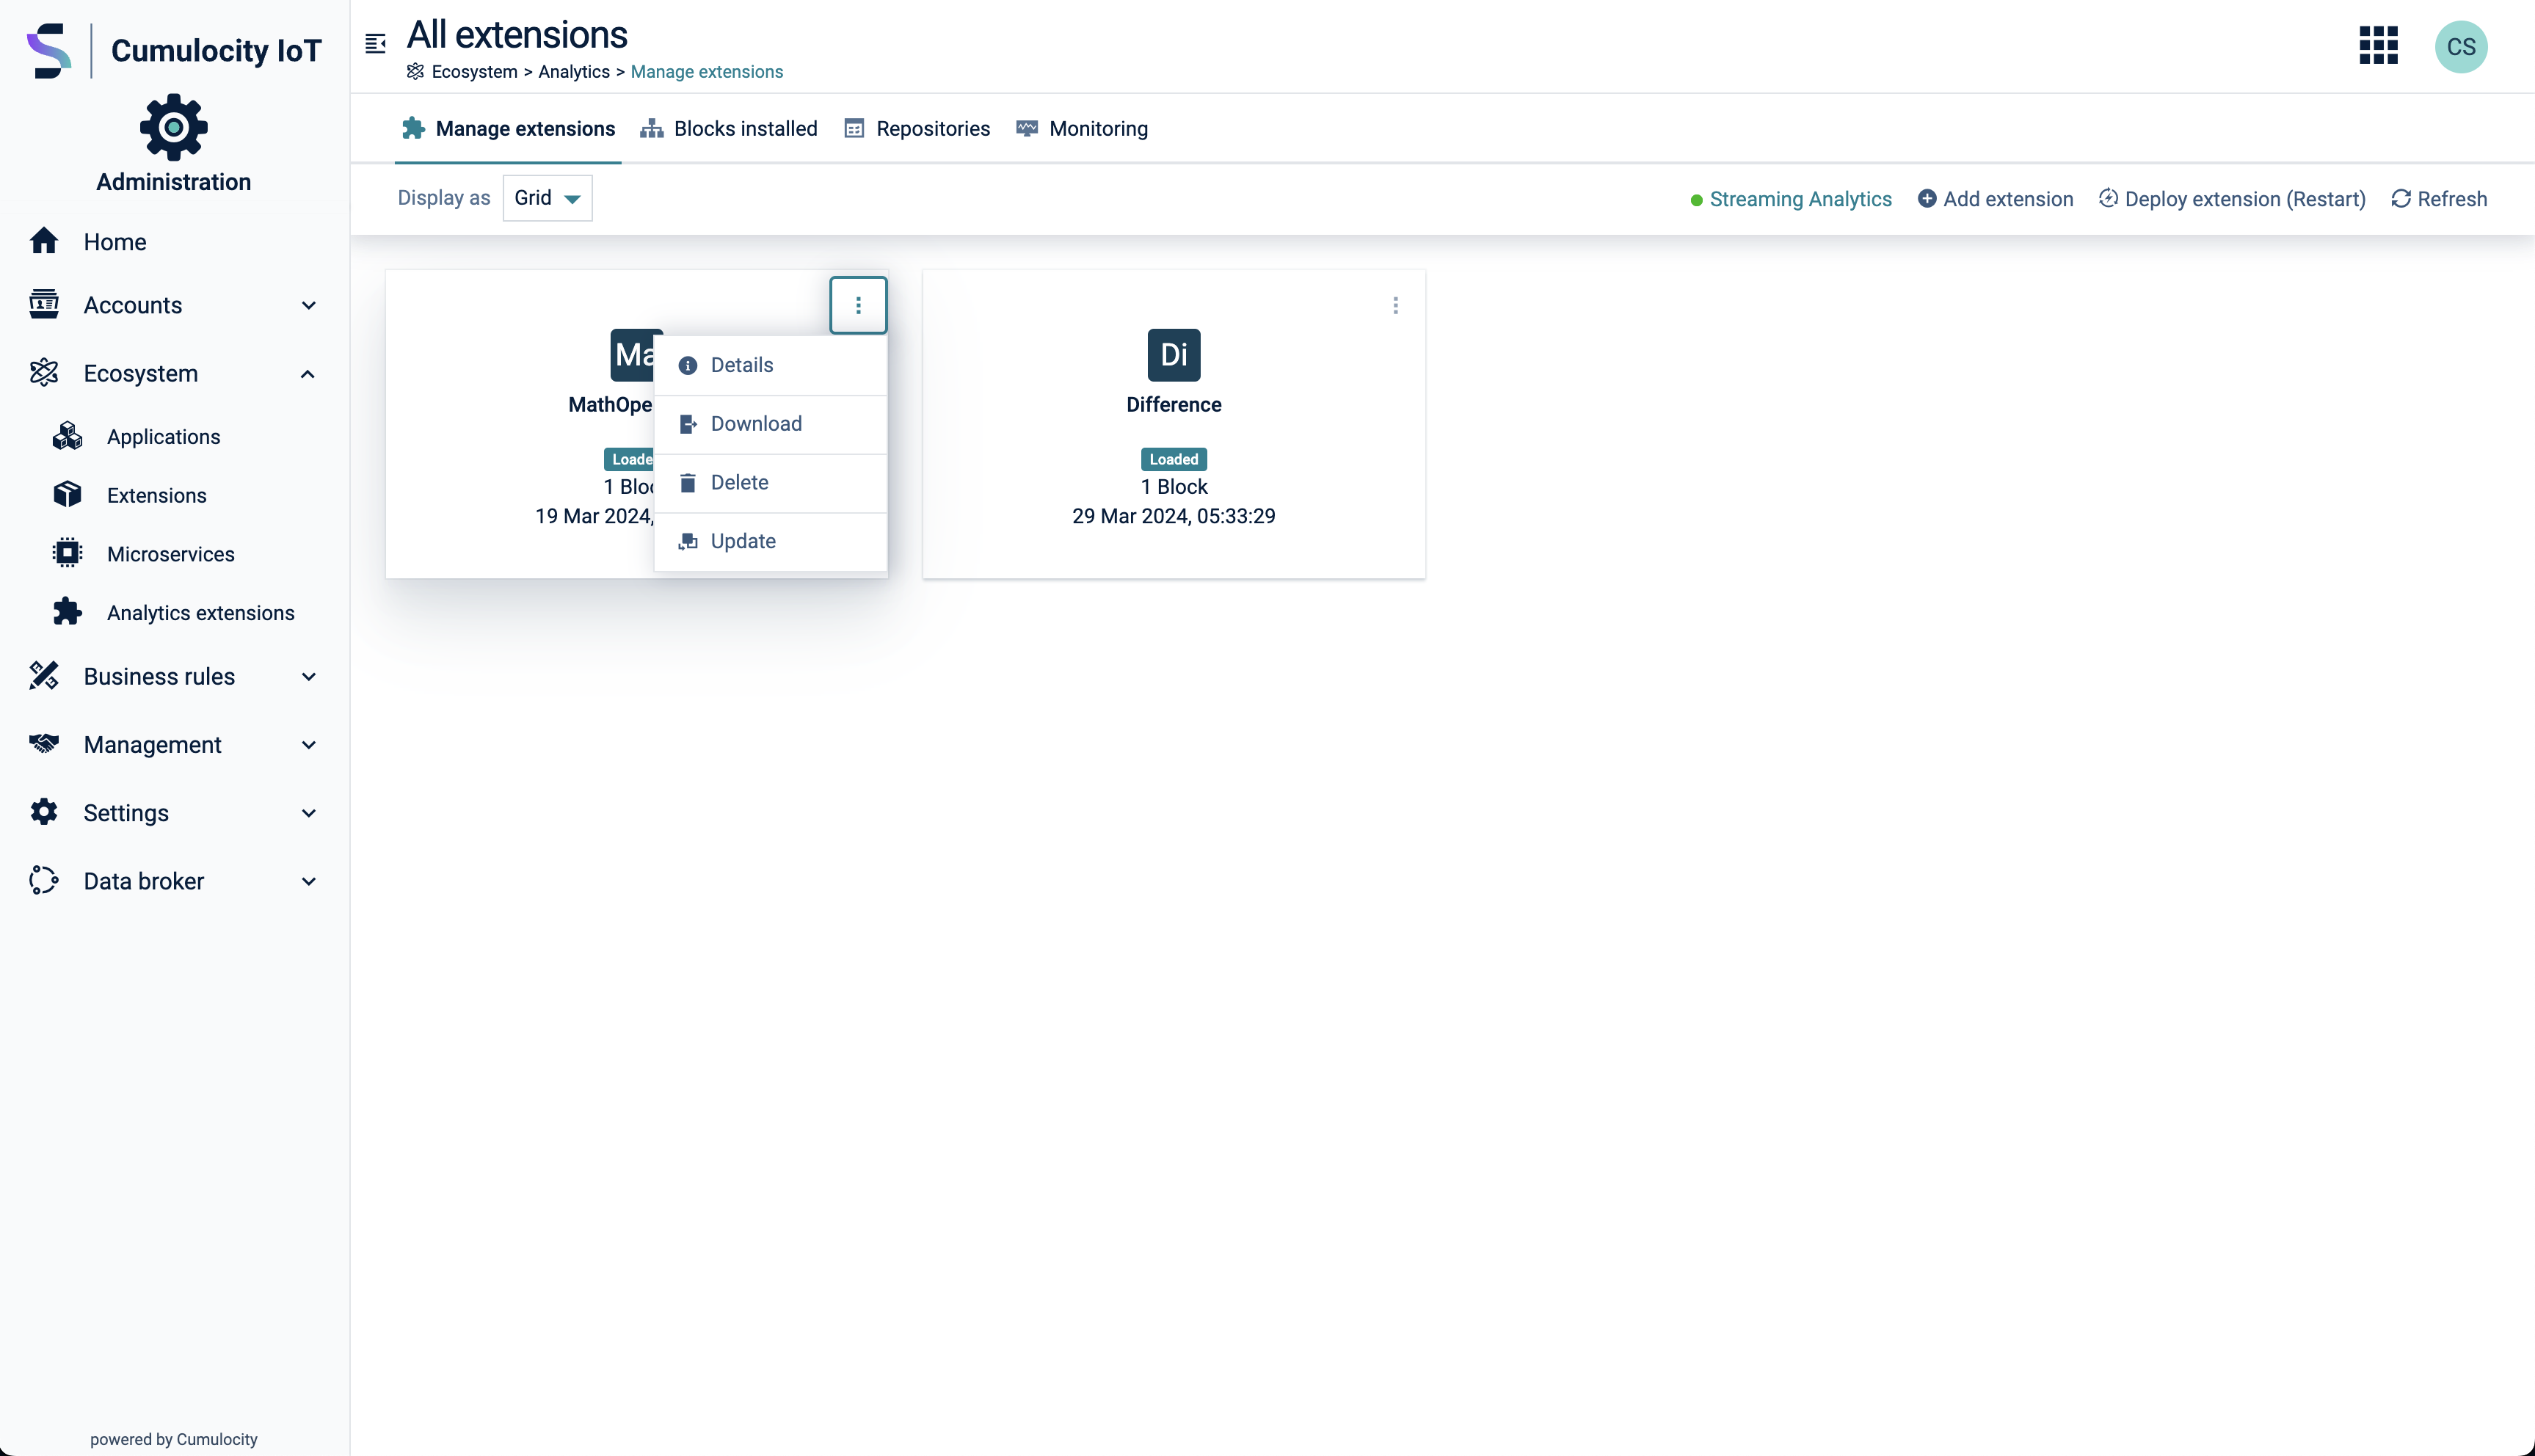 Cumulocity IoT
Administration
Home
Accounts
Ecosystem
Applications
Extensions
Microservices
Analytics extensions
Business rules
Management
Settings
Data broker
powered by Cumulocity
All extensions
Ecosystem > Analytics > Manage extensions
CS
Manage extensions
Blocks installed
Repositories
Monitoring
Display as
Grid
Streaming Analytics
Add extension
Deploy extension (Restart)
Refresh
Ma
MathOpe
Loade
1 Bloc
19 Mar 2024,
Details
Download
Delete
Update
Di
Difference
Loaded
1 Block
29 Mar 2024, 05:33:29